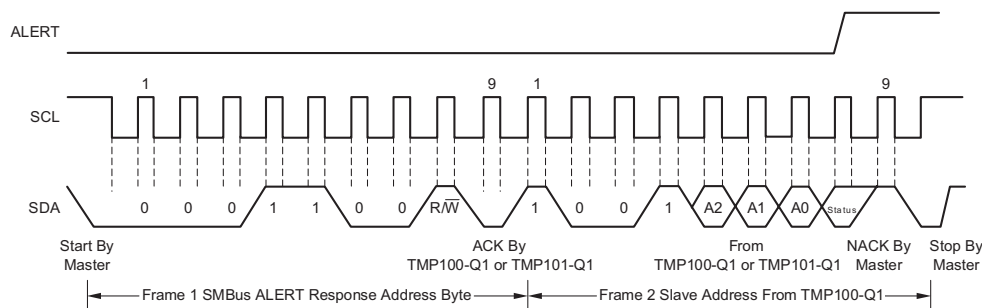 ALERT
1 9 1 9
SCL
SDA 0 0 0 1 1 0 0 R/W̅ 1 0 0 1 A2 A1 A0 Status
Start By
Master
ACK By
TMP100-Q1 or TMP101-Q1
From
TMP100-Q1 or TMP101-Q1
NACK By
Master
Stop By
Master
Frame 1 SMBus ALERT Response Address Byte
Frame 2 Slave Address From TMP100-Q1